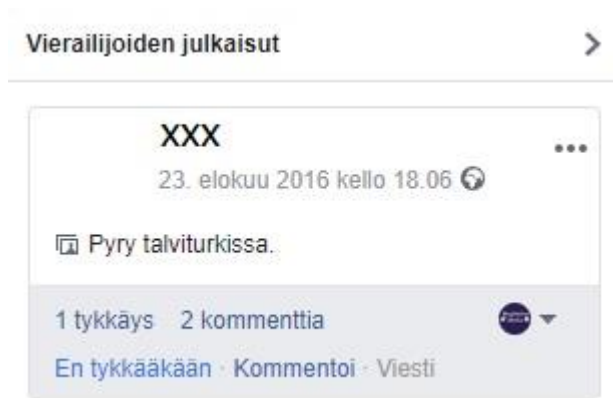 Vierailijoiden julkaisut
XXX
23. elokuu 2016 kello 18.06
Pyry talviturkissa.
1 tykkäys 2 kommenttia
En tykkääkään · Kommentoi · Viesti